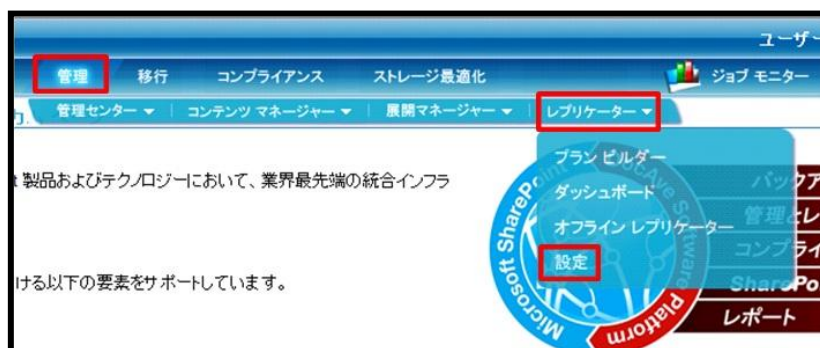 ユーザー
管理 移行 コンプライアンス ストレージ最適化 ジョブ モニター
管理センター コンテンツ マネージャー 展開マネージャー レプリケーター
プラン ビルダー
ダッシュボード
オフライン レプリケーター
設定
製品およびテクノロジーにおいて、業界最先端の統合インフラ
ける以下の要素をサポートしています。
Microsoft SharePoint
DocAve Software Platform
バックア
管理とレ
コンプライ
SharePo
レポート